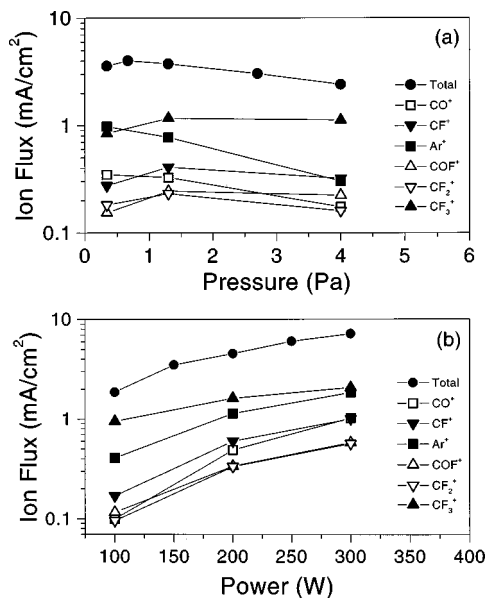 (a)
10
1
0.1
Ion Flux (mA/cm²)
Total
CO⁺
CF⁺
Ar⁺
COF⁺
CF₂⁺
CF₃⁺
0 1 2 3 4 5 6
Pressure (Pa)
(b)
10
1
0.1
Ion Flux (mA/cm²)
Total
CO⁺
CF⁺
Ar⁺
COF⁺
CF₂⁺
CF₃⁺
100 150 200 250 300 350 400
Power (W)